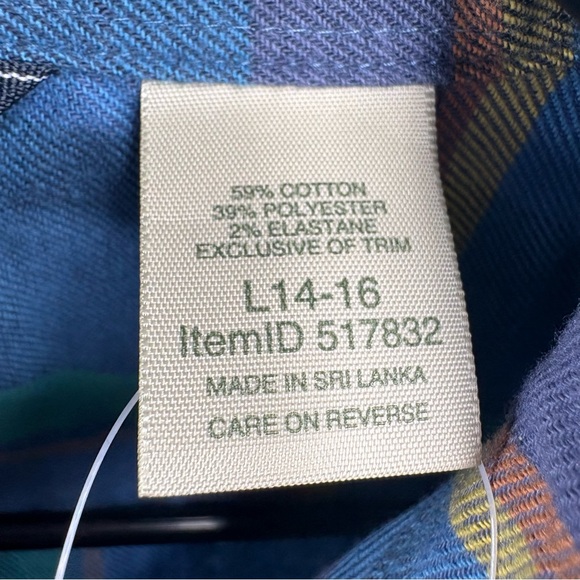 59% COTTON
39% POLYESTER
2% ELASTANE
EXCLUSIVE OF TRIM
L14-16
ItemID 517832
MADE IN SRI LANKA
CARE ON REVERSE